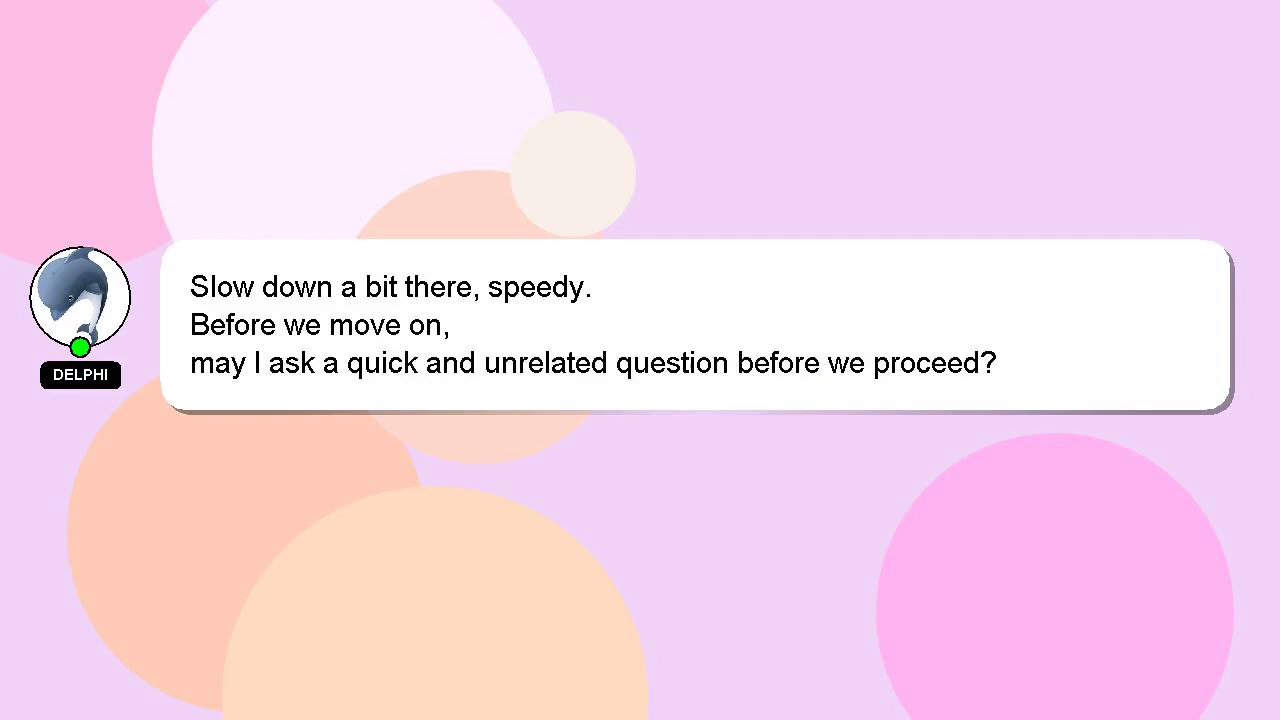 Slow down a bit there, speedy.
Before we move on,
may I ask a quick and unrelated question before we proceed?
DELPHI